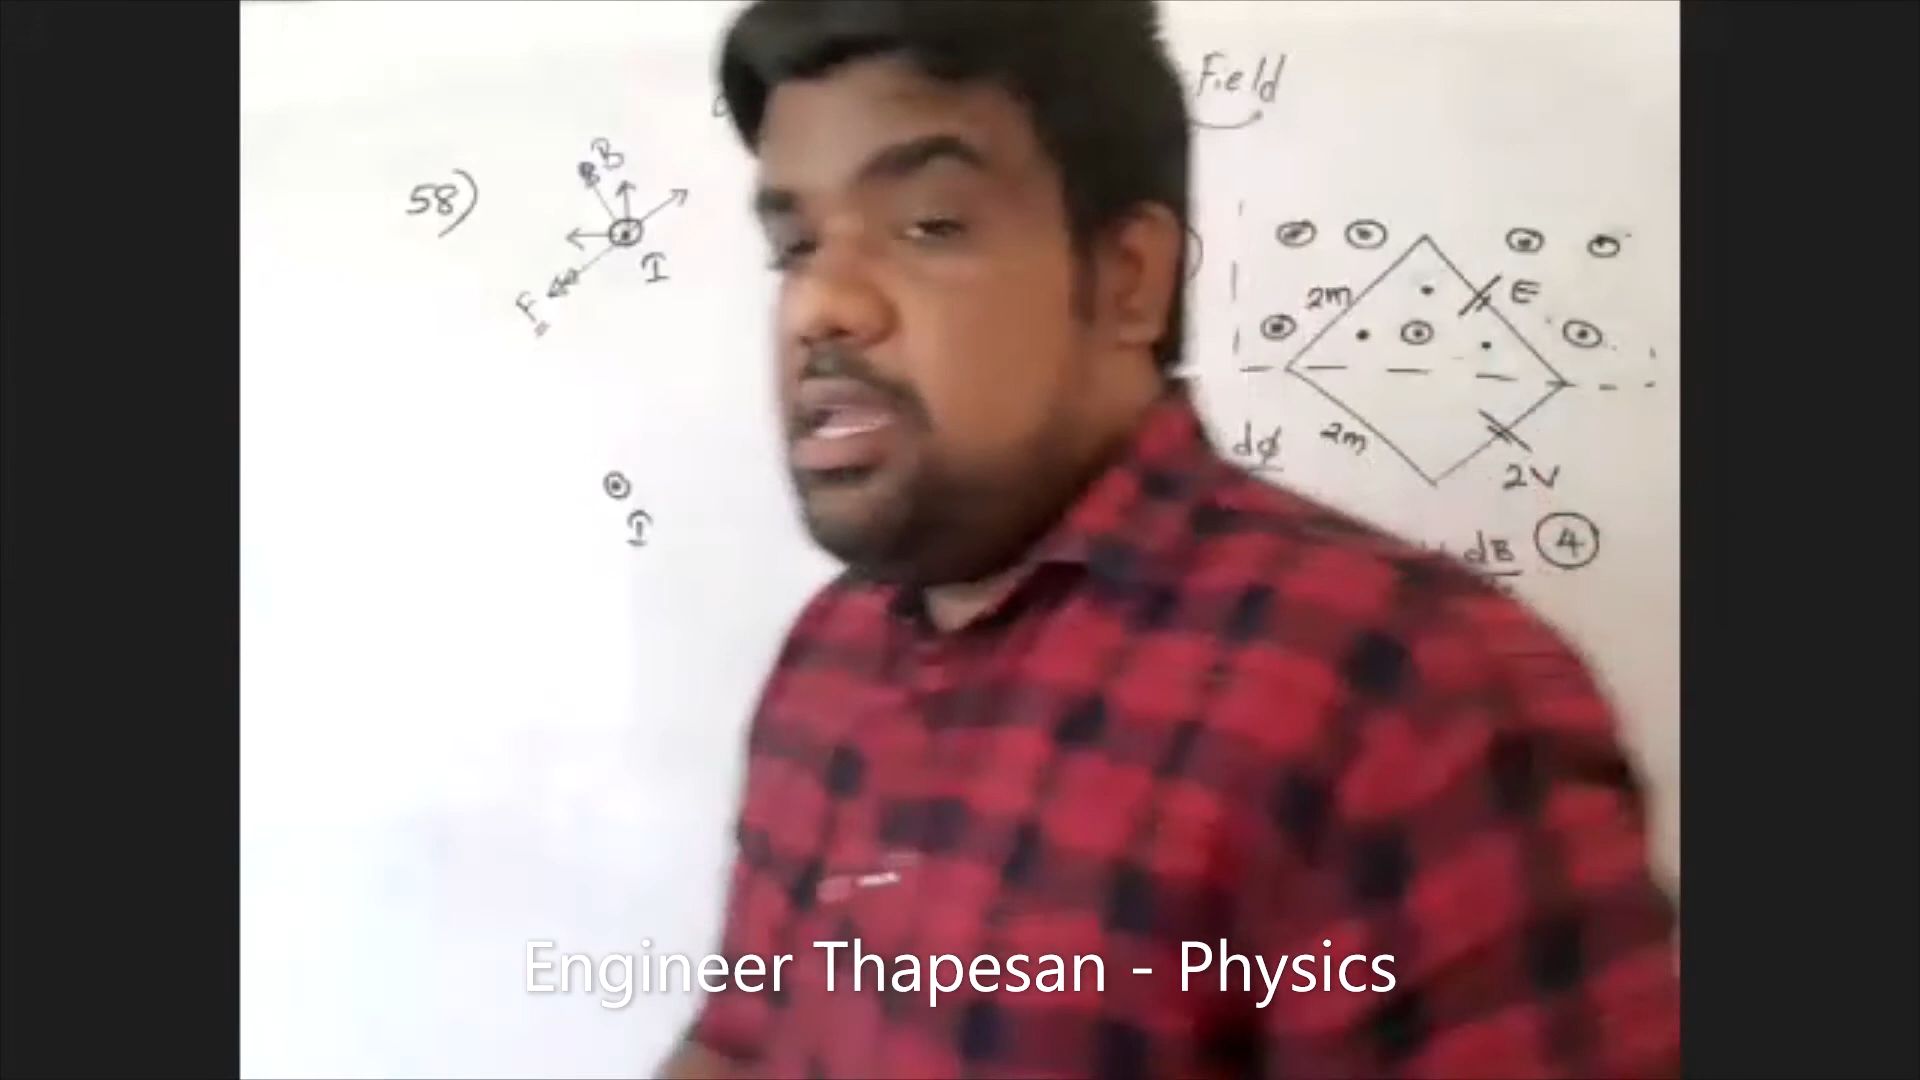 Field
58)
B B
I
F
I
2m
E
2m
2V
dφ
dB
4
Engineer Thapesan - Physics